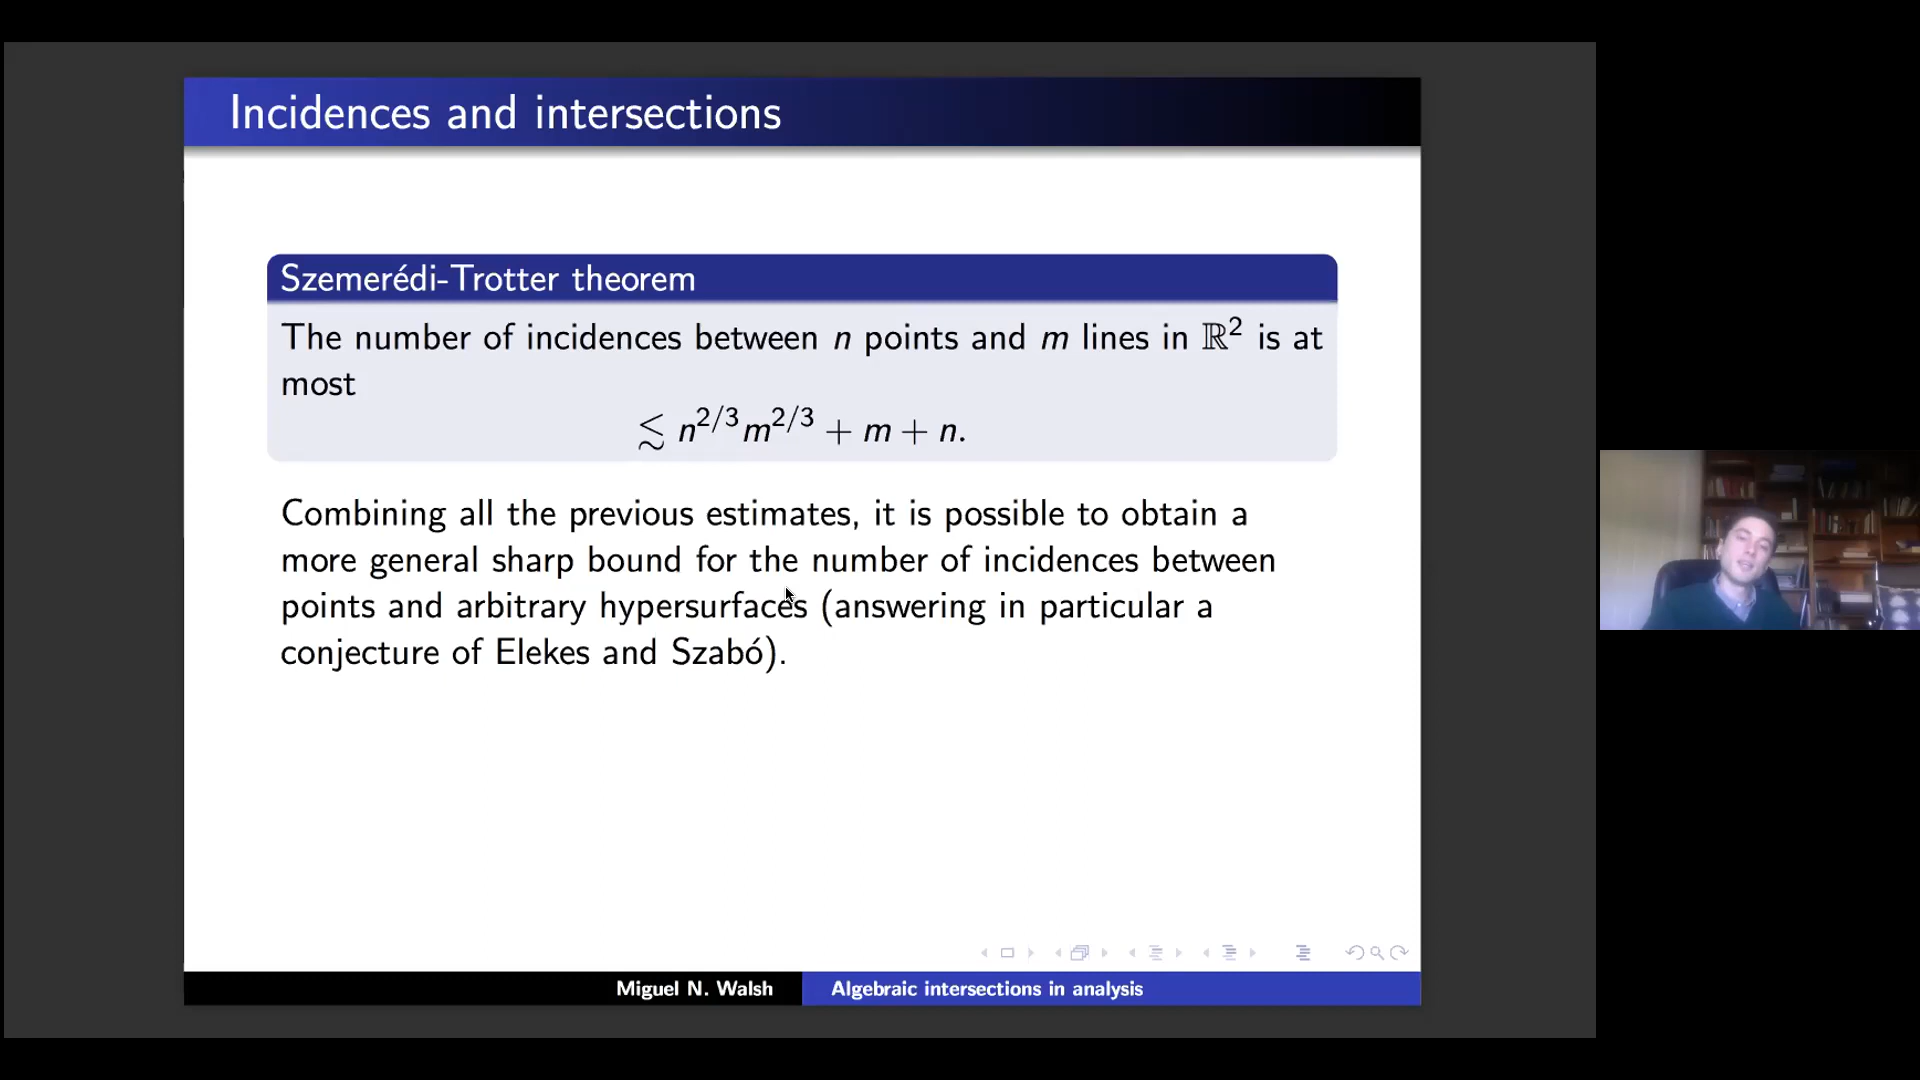 Incidences and intersections
Szemerédi-Trotter theorem
The number of incidences between n points and m lines in ℝ² is at
most
≲ n^{2/3}m^{2/3} + m + n.
Combining all the previous estimates, it is possible to obtain a
more general sharp bound for the number of incidences between
points and arbitrary hypersurfaces (answering in particular a
conjecture of Elekes and Szabó).
Miguel N. Walsh
Algebraic intersections in analysis